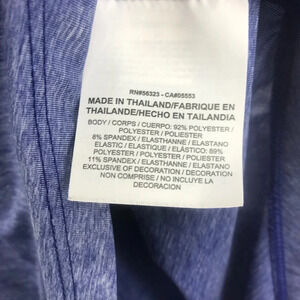 RN#56323 - CA#05553
MADE IN THAILAND/FABRIQUE EN
THAILANDE/HECHO EN TAILANDIA
BODY / CORPS / CUERPO: 92% POLYESTER /
POLYESTER / POLIESTER
8% SPANDEX / ELASTHANNE / ELASTANO
ELASTIC / ELASTIQUE / ELÁSTICO: 89%
POLYESTER / POLYESTER / POLIESTER
11% SPANDEX / ELASTHANNE / ELASTANO
EXCLUSIVE OF DECORATION / DECORATION
NON COMPRISE / NO INCLUYE LA
DECORACION